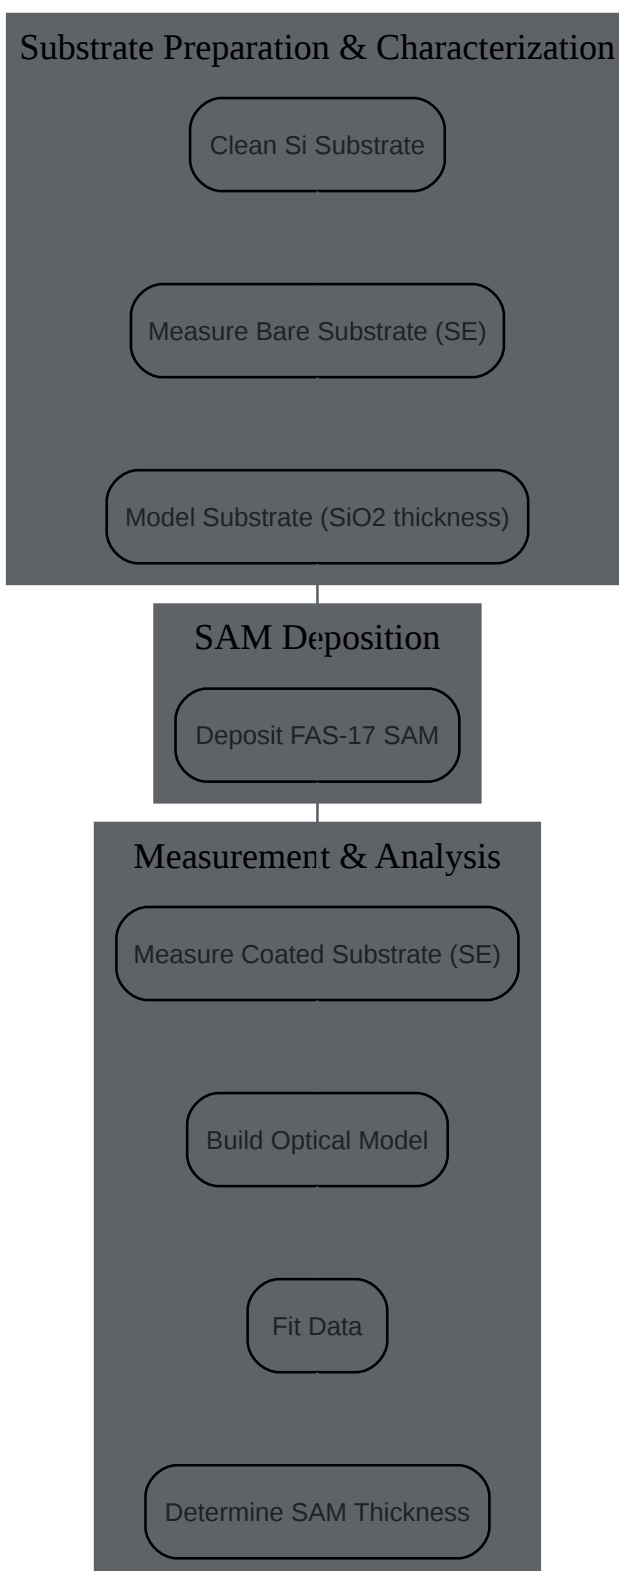 Substrate Preparation & Characterization
Clean Si Substrate
Measure Bare Substrate (SE)
Model Substrate (SiO2 thickness)
SAM Deposition
Deposit FAS-17 SAM
Measurement & Analysis
Measure Coated Substrate (SE)
Build Optical Model
Fit Data
Determine SAM Thickness